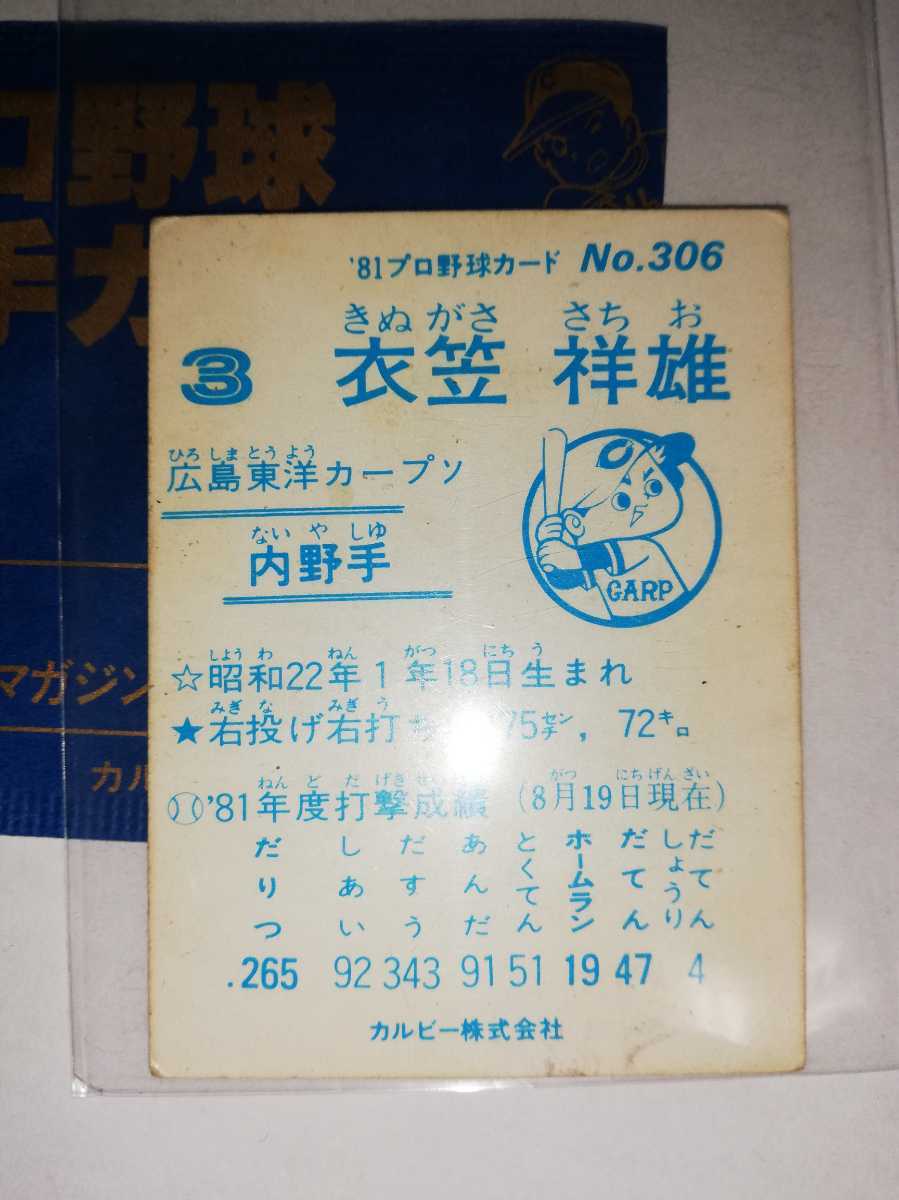 ロ野球
手カ
マガジン
カル
'81プロ野球カード No.306
きぬ がさ さち お
3 衣笠 祥雄
ひろ しま とう よう
広島東洋カープソ
ない や しゆ
内野手
CARP
しよう わ ねん がつ にち う
☆昭和22年1年18日生まれ
みぎ な みぎ う
★右投げ右打ち 75センチ, 72キロ
ねん ど だ げき せい がつ にち げん ざい
'81年度打撃成績 (8月19日現在)
だりつ しあい だすう あんだ とくてん ホームラン だてん しょうりだてん
.265 92 343 91 51 19 47 4
カルビー株式会社